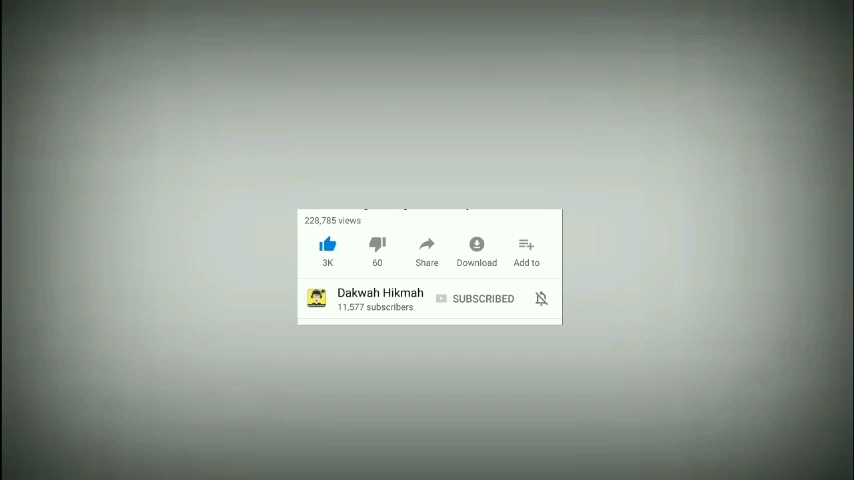 228,785 views
3K 60 Share Download Add to
Dakwah Hikmah SUBSCRIBED
11,577 subscribers